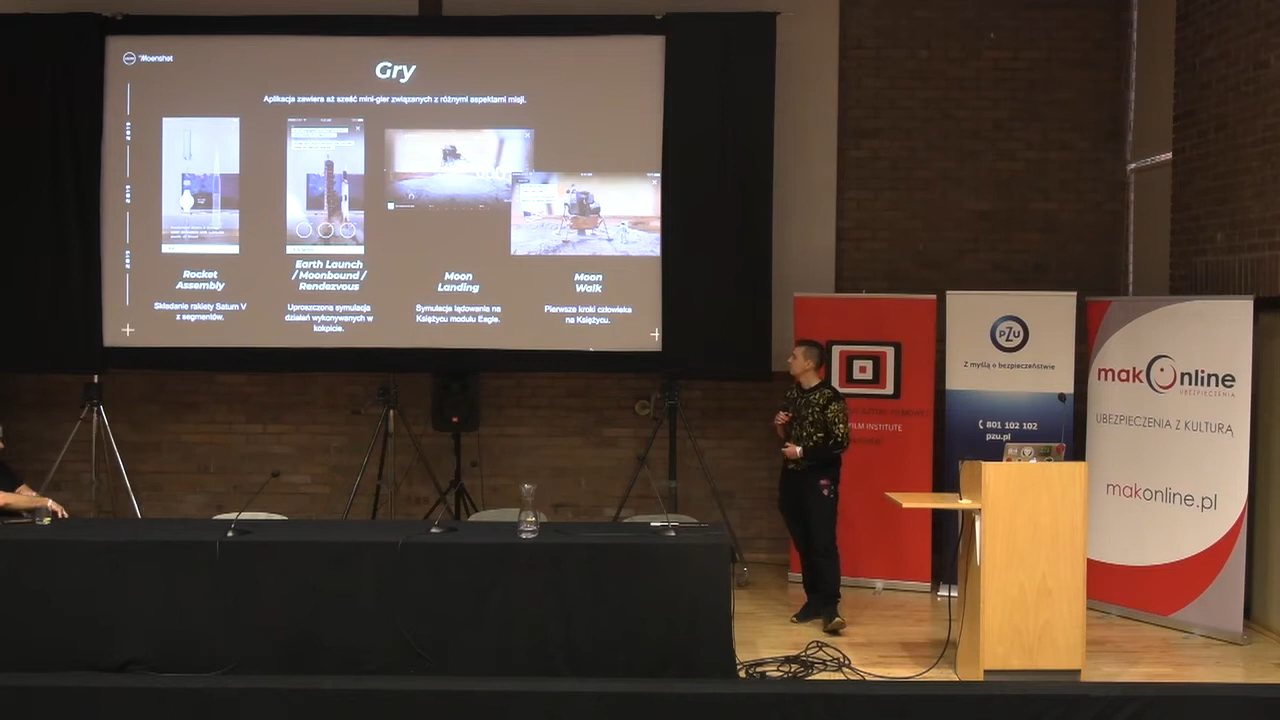 Moonshot
Gry
Aplikacja zawiera aż sześć mini-gier związanych z różnymi aspektami misji.
Rocket
Assembly
Składanie rakiety Saturn V
z segmentów.
Earth Launch
/ Moonbound /
Rendezvous
Uproszczona symulacja
działań wykonywanych w
kokpicie.
Moon
Landing
Symulacja lądowania na
Księżycu modułu Eagle.
Moon
Walk
Pierwsze kroki człowieka
na Księżycu.
FILM INSTITUTE
PZU
Z myślą o bezpieczeństwie
801 102 102
pzu.pl
makOnline
UBEZPIECZENIA
UBEZPIECZENIA Z KULTURĄ
makonline.pl